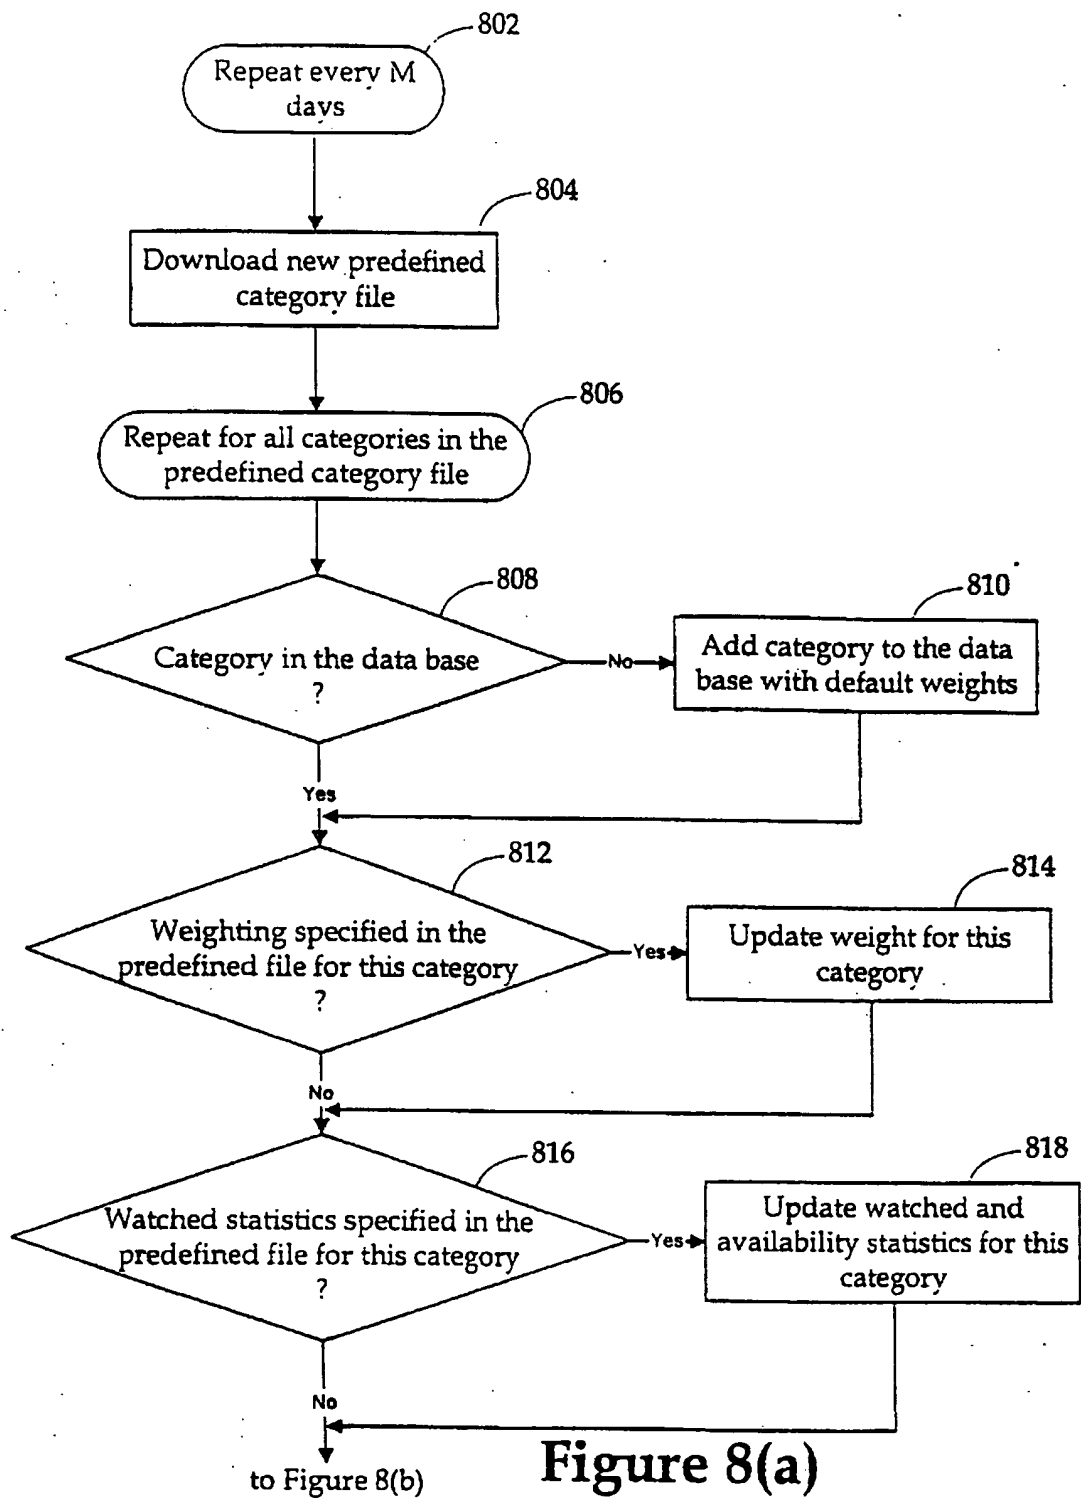 802
Repeat every M
days
804
Download new predefined
category file
806
Repeat for all categories in the
predefined category file
808
Category in the data base
?
No
810
Add category to the data
base with default weights
Yes
812
Weighting specified in the
predefined file for this category
?
Yes
814
Update weight for this
category
No
816
Watched statistics specified in the
predefined file for this category
?
Yes
818
Update watched and
availability statistics for this
category
No
to Figure 8(b)
Figure 8(a)